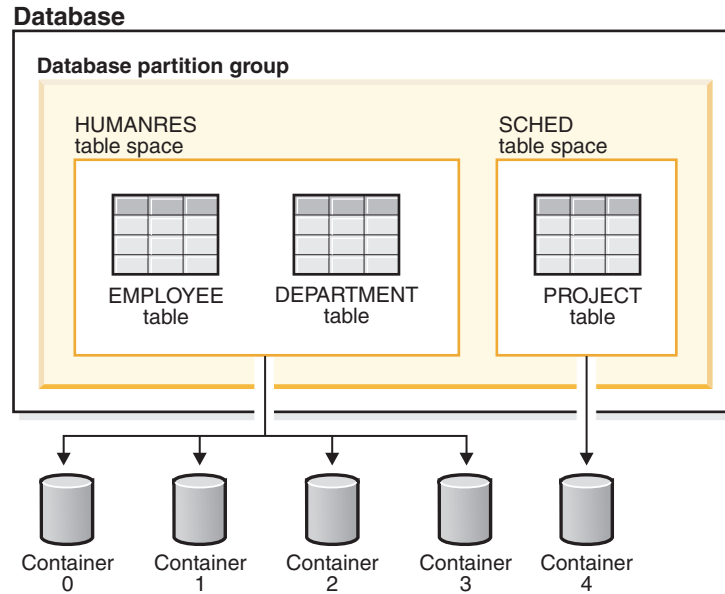 Database
Database partition group
HUMANRES
table space
SCHED
table space
EMPLOYEE
table
DEPARTMENT
table
PROJECT
table
Container
0
Container
1
Container
2
Container
3
Container
4